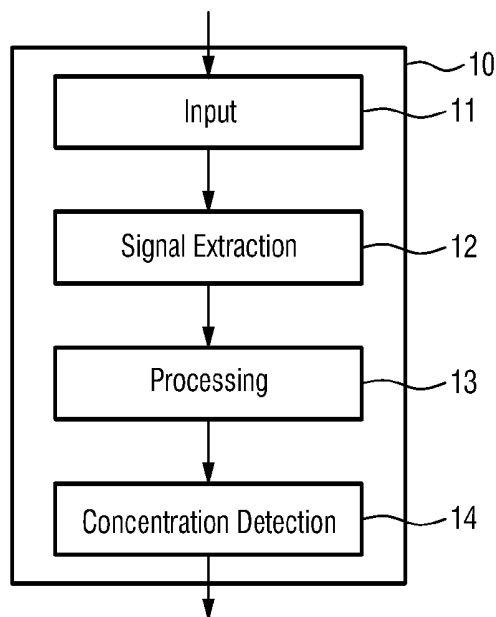 10
Input
11
Signal Extraction
12
Processing
13
Concentration Detection
14